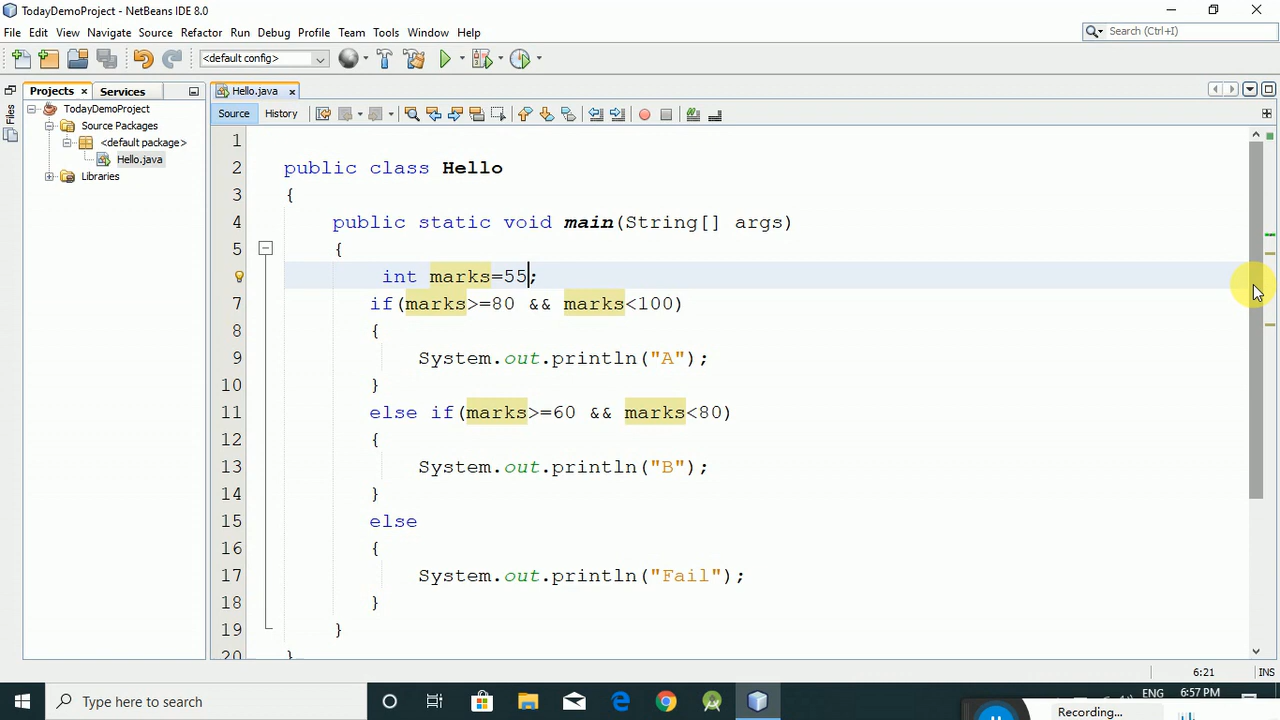 TodayDemoProject - NetBeans IDE 8.0
File Edit View Navigate Source Refactor Run Debug Profile Team Tools Window Help
Search (Ctrl+I)
<default config>
Projects Services
Hello.java
Files
TodayDemoProject
Source Packages
<default package>
Hello.java
Libraries
Source History
1
2 public class Hello
3 {
4 public static void main(String[] args)
5 {
int marks=55;
7 if(marks>=80 && marks<100)
8 {
9 System.out.println("A");
10 }
11 else if(marks>=60 && marks<80)
12 {
13 System.out.println("B");
14 }
15 else
16 {
17 System.out.println("Fail");
18 }
19 }
20 }
6:21 INS
Type here to search
ENG 6:57 PM
Recording...